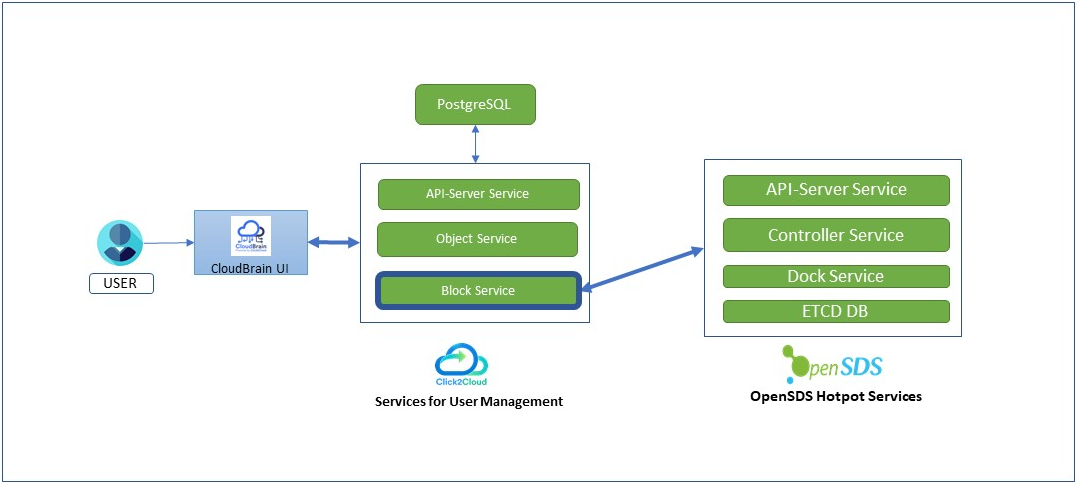 PostgreSQL
API-Server Service
Object Service
Block Service
USER
CloudBrain
CloudBrain UI
Click2Cloud
Services for User Management
API-Server Service
Controller Service
Dock Service
ETCD DB
OpenSDS
OpenSDS Hotpot Services